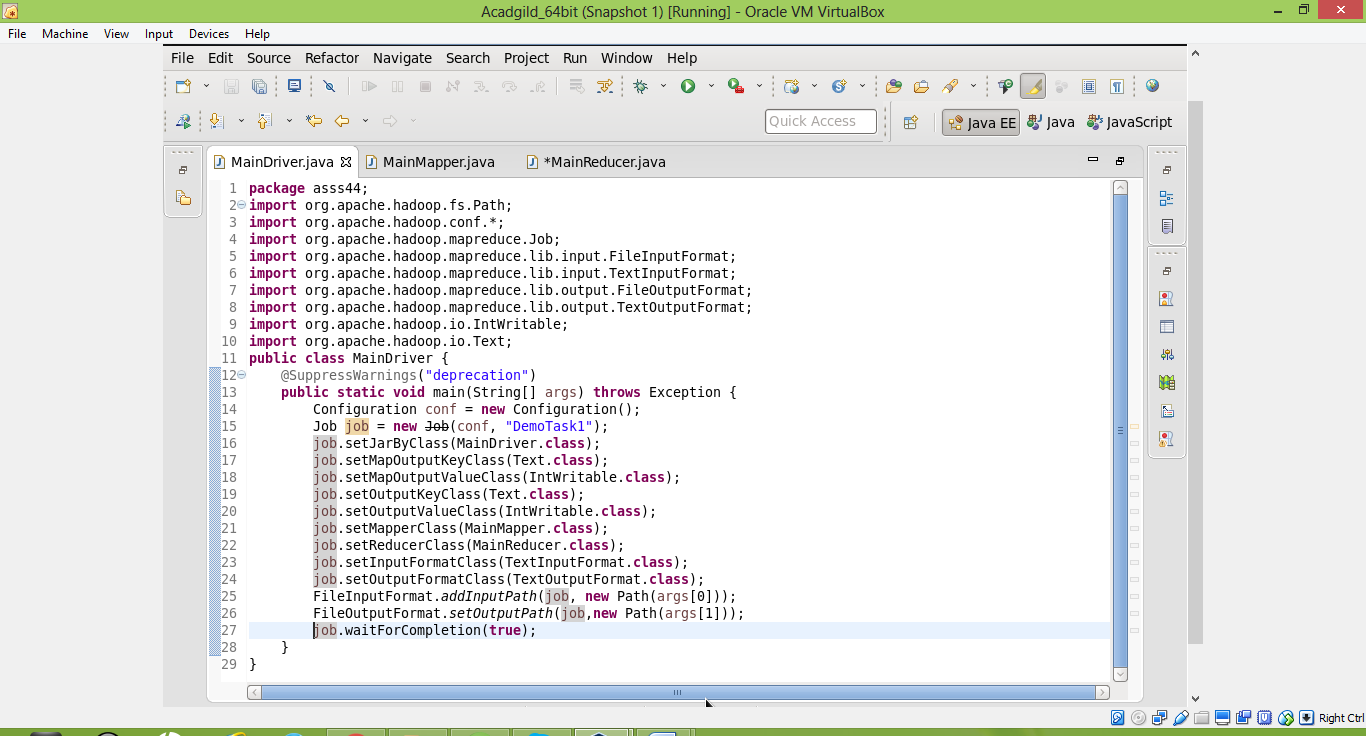 Acadgild_64bit (Snapshot 1) [Running] - Oracle VM VirtualBox
File Machine View Input Devices Help
File Edit Source Refactor Navigate Search Project Run Window Help
Quick Access Java EE Java JavaScript
MainDriver.java MainMapper.java *MainReducer.java
1 package asss44;
2 import org.apache.hadoop.fs.Path;
3 import org.apache.hadoop.conf.*;
4 import org.apache.hadoop.mapreduce.Job;
5 import org.apache.hadoop.mapreduce.lib.input.FileInputFormat;
6 import org.apache.hadoop.mapreduce.lib.input.TextInputFormat;
7 import org.apache.hadoop.mapreduce.lib.output.FileOutputFormat;
8 import org.apache.hadoop.mapreduce.lib.output.TextOutputFormat;
9 import org.apache.hadoop.io.IntWritable;
10 import org.apache.hadoop.io.Text;
11 public class MainDriver {
12 @SuppressWarnings("deprecation")
13 public static void main(String[] args) throws Exception {
14 Configuration conf = new Configuration();
15 Job job = new Job(conf, "DemoTask1");
16 job.setJarByClass(MainDriver.class);
17 job.setMapOutputKeyClass(Text.class);
18 job.setMapOutputValueClass(IntWritable.class);
19 job.setOutputKeyClass(Text.class);
20 job.setOutputValueClass(IntWritable.class);
21 job.setMapperClass(MainMapper.class);
22 job.setReducerClass(MainReducer.class);
23 job.setInputFormatClass(TextInputFormat.class);
24 job.setOutputFormatClass(TextOutputFormat.class);
25 FileInputFormat.addInputPath(job, new Path(args[0]));
26 FileOutputFormat.setOutputPath(job,new Path(args[1]));
27 job.waitForCompletion(true);
28 }
29 }
Right Ctrl